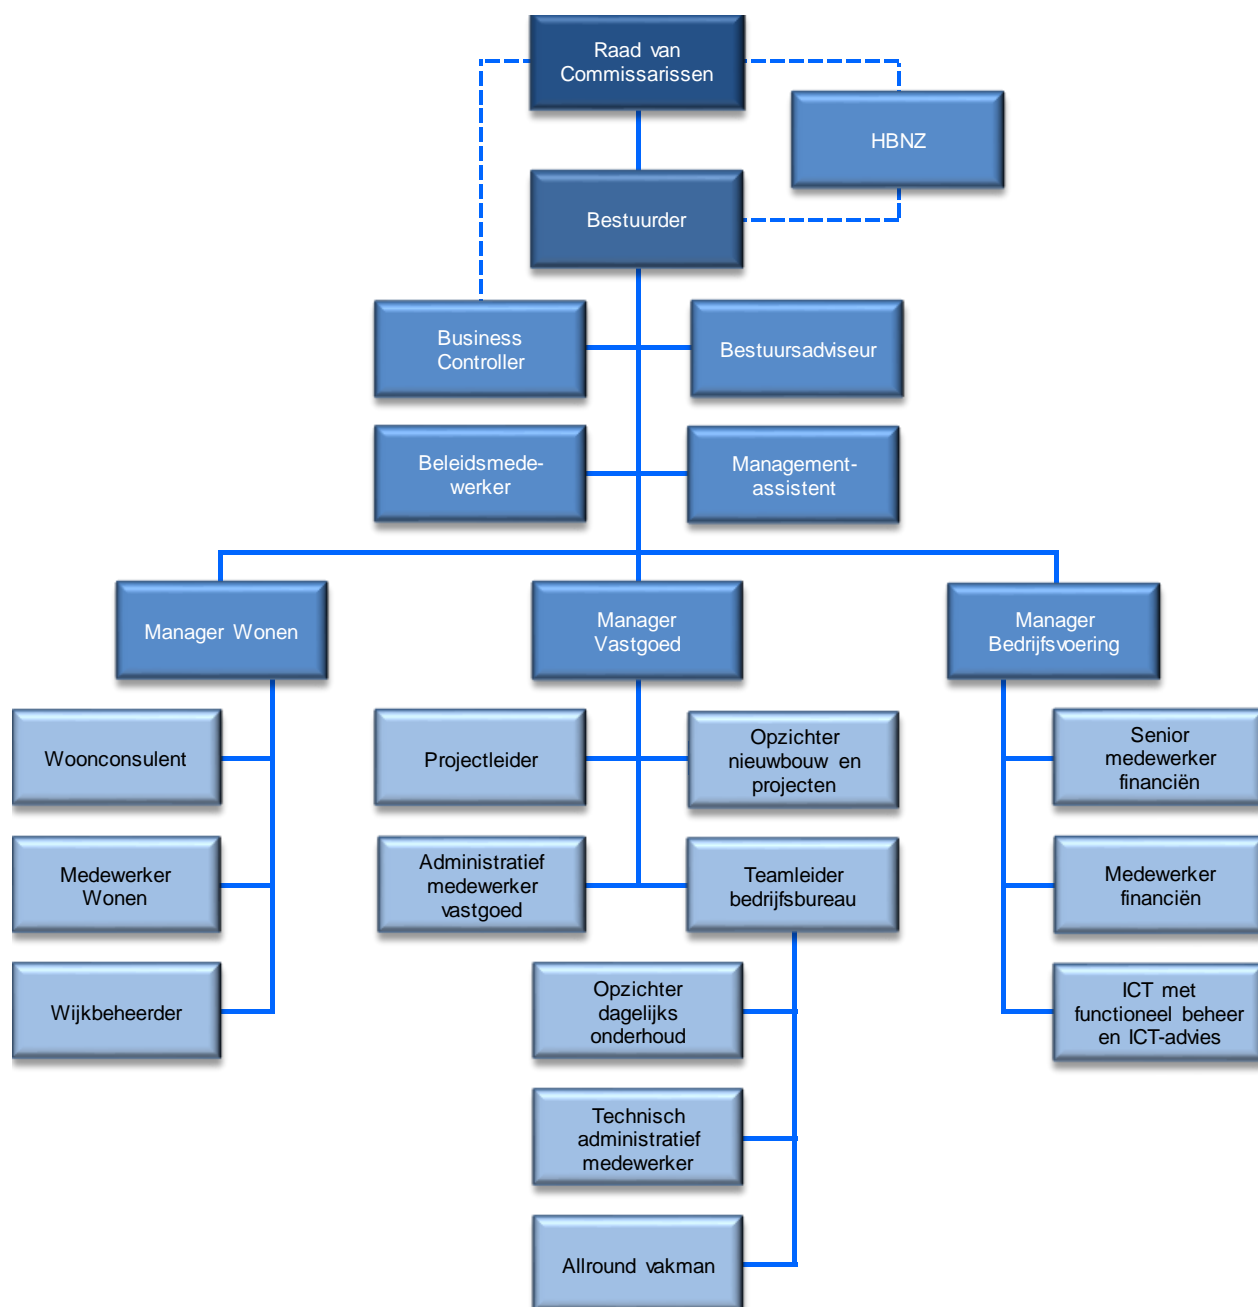 Raad van
Commissarissen
HBNZ
Bestuurder
Business
Controller
Bestuursadviseur
Beleidsmede-
werker
Management-
assistent
Manager Wonen
Manager
Vastgoed
Manager
Bedrijfsvoering
Woonconsulent
Projectleider
Opzichter
nieuwbouw en
projecten
Senior
medewerker
financiën
Medewerker
Wonen
Administratief
medewerker
vastgoed
Teamleider
bedrijfsbureau
Medewerker
financiën
Wijkbeheerder
Opzichter
dagelijks
onderhoud
ICT met
functioneel beheer
en ICT-advies
Technisch
administratief
medewerker
Allround vakman